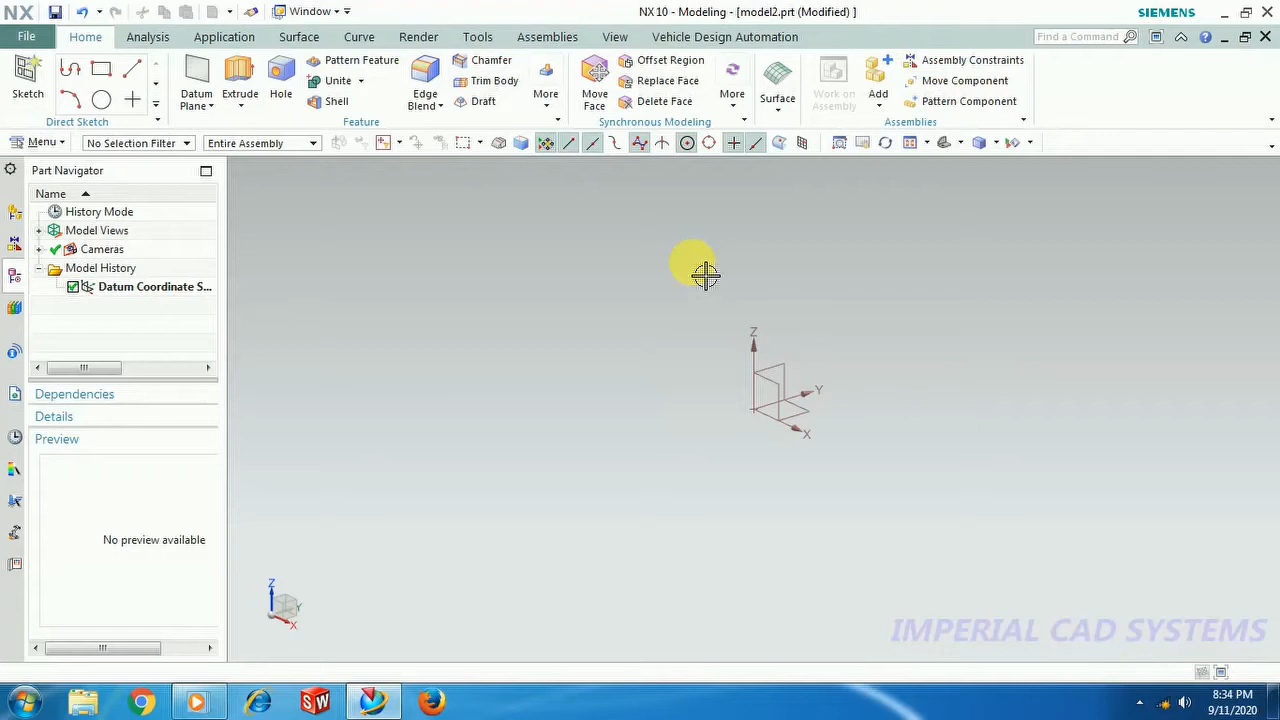 NX
Window
NX 10 - Modeling - [model2.prt (Modified) ]
SIEMENS
File
Home
Analysis
Application
Surface
Curve
Render
Tools
Assemblies
View
Vehicle Design Automation
Find a Command
Sketch
Direct Sketch
Datum
Plane
Extrude
Hole
Pattern Feature
Unite
Shell
Edge
Blend
Chamfer
Trim Body
Draft
More
Feature
Move
Face
Offset Region
Replace Face
Delete Face
More
Synchronous Modeling
Surface
Work on
Assembly
Add
Assembly Constraints
Move Component
Pattern Component
Assemblies
Menu
No Selection Filter
Entire Assembly
Part Navigator
Name
History Mode
Model Views
Cameras
Model History
Datum Coordinate S...
Dependencies
Details
Preview
No preview available
Z
Y
X
Z
Y
X
IMPERIAL CAD SYSTEMS
SW
8:34 PM
9/11/2020